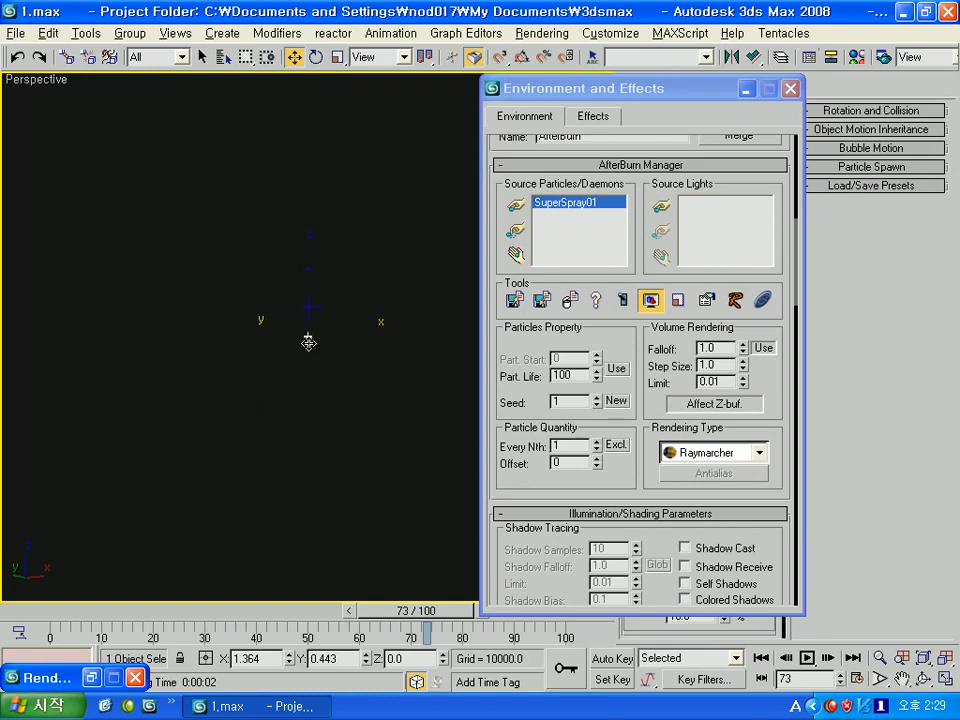 1.max - Project Folder: C:₩Documents and Settings₩nod017₩My Documents₩3dsmax - Autodesk 3ds Max 2008 -...
File Edit Tools Group Views Create Modifiers reactor Animation Graph Editors Rendering Customize MAXScript Help Tentacles
All View View
Perspective
Environment and Effects
Environment Effects
Name: AfterBurn Merge
- AfterBurn Manager
Source Particles/Daemons Source Lights
SuperSpray01
Tools
Particles Property Volume Rendering
Part. Start: 0 Use Falloff: 1.0 Use
Part. Life: 100 Step Size: 1.0
Limit: 0.01
Seed: 1 New Affect Z-buf.
Particle Quantity Rendering Type
Every Nth: 1 Excl. Raymarcher
Offset: 0 Antialias
- Illumination/Shading Parameters
Shadow Tracing
Shadow Samples: 10 Shadow Cast
Shadow Falloff: 1.0 Glob Shadow Receive
Limit: 0.01 Self Shadows
Shadow Bias: 0.1 Colored Shadows
Rotation and Collision
Object Motion Inheritance
Bubble Motion
Particle Spawn
Load/Save Presets
z
y x
z
y x
< 73 / 100
0 10 20 30 40 50 60 70 80 90 100
1 Object Sele X: 1.364 Y: 0.443 Z: 0.0 Grid = 10000.0 Auto Key Selected
Rend... Time 0:00:02 Add Time Tag Set Key Key Filters... 73
시작 1.max - Proje... A 오후 2:29